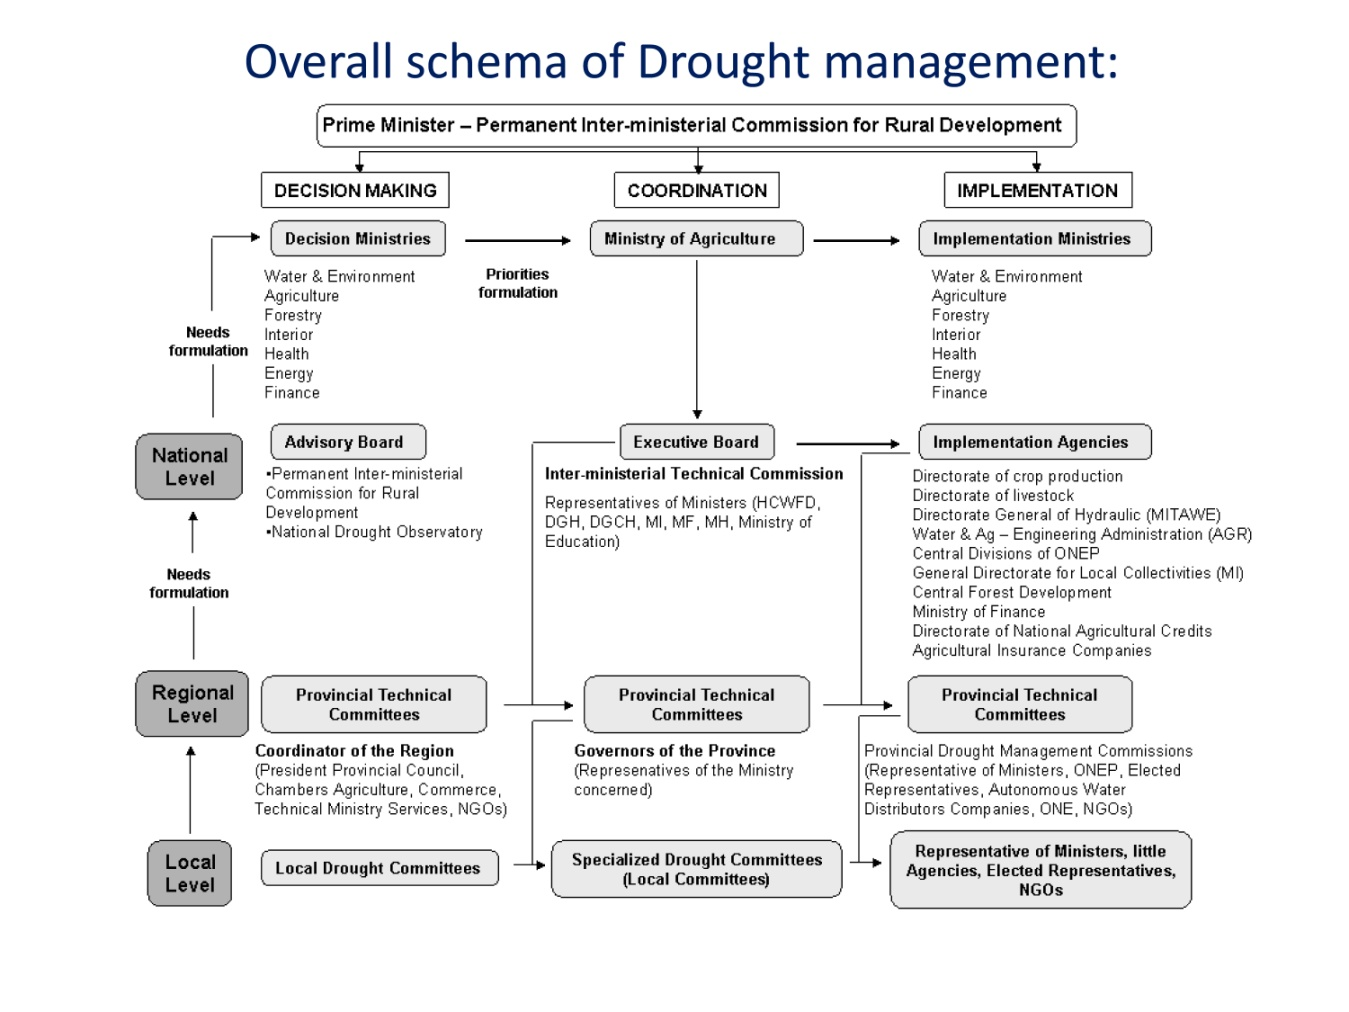 Overall schema of Drought management:
Prime Minister – Permanent Inter-ministerial Commission for Rural Development
DECISION MAKING
COORDINATION
IMPLEMENTATION
Decision Ministries
Ministry of Agriculture
Implementation Ministries
Water & Environment
Agriculture
Forestry
Interior
Health
Energy
Finance
Priorities
formulation
Water & Environment
Agriculture
Forestry
Interior
Health
Energy
Finance
Needs
formulation
National
Level
Advisory Board
▪Permanent Inter-ministerial
Commission for Rural
Development
▪National Drought Observatory
Executive Board
Inter-ministerial Technical Commission
Representatives of Ministers (HCWFD,
DGH, DGCH, MI, MF, MH, Ministry of
Education)
Implementation Agencies
Directorate of crop production
Directorate of livestock
Directorate General of Hydraulic (MITAWE)
Water & Ag – Engineering Administration (AGR)
Central Divisions of ONEP
General Directorate for Local Collectivities (MI)
Central Forest Development
Ministry of Finance
Directorate of National Agricultural Credits
Agricultural Insurance Companies
Needs
formulation
Regional
Level
Provincial Technical
Committees
Coordinator of the Region
(President Provincial Council,
Chambers Agriculture, Commerce,
Technical Ministry Services, NGOs)
Provincial Technical
Committees
Governors of the Province
(Represenatives of the Ministry
concerned)
Provincial Technical
Committees
Provincial Drought Management Commissions
(Representative of Ministers, ONEP, Elected
Representatives, Autonomous Water
Distributors Companies, ONE, NGOs)
Local
Level
Local Drought Committees
Specialized Drought Committees
(Local Committees)
Representative of Ministers, little
Agencies, Elected Representatives,
NGOs